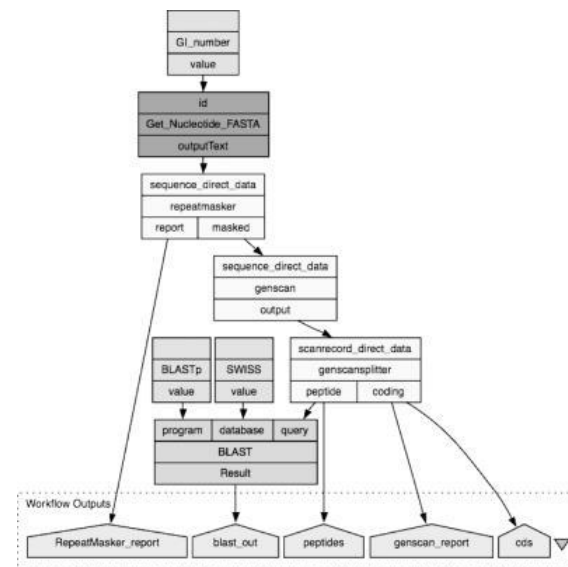 GI_number
value
id
Get_Nucleotide_FASTA
outputText
sequence_direct_data
repeatmasker
report masked
sequence_direct_data
genscan
output
scanrecord_direct_data
genscansplitter
peptide coding
BLASTp SWISS
value value
program database query
BLAST
Result
Workflow Outputs
RepeatMasker_report blast_out peptides genscan_report cds